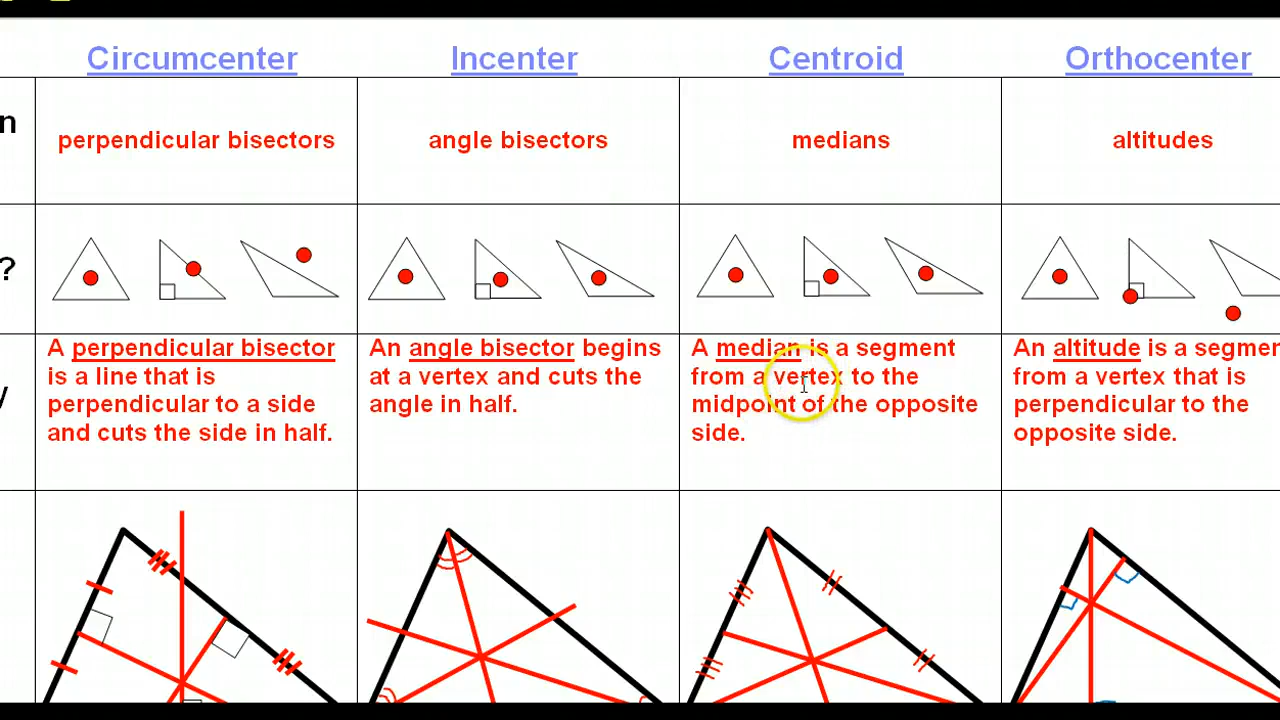 Circumcenter Incenter Centroid Orthocenter
n
perpendicular bisectors angle bisectors medians altitudes
?
y
A perpendicular bisector
is a line that is
perpendicular to a side
and cuts the side in half.
An angle bisector begins
at a vertex and cuts the
angle in half.
A median is a segment
from a vertex to the
midpoint of the opposite
side.
An altitude is a segmen
from a vertex that is
perpendicular to the
opposite side.